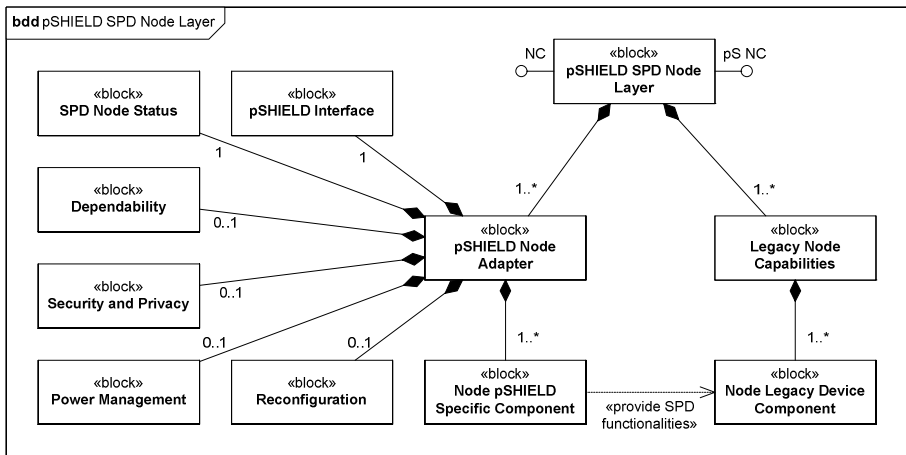 bdd pSHIELD SPD Node Layer
NC
«block»
pSHIELD SPD Node
Layer
pS NC
«block»
SPD Node Status
«block»
pSHIELD Interface
1
1
1..*
1..*
«block»
Dependability
0..1
«block»
pSHIELD Node
Adapter
«block»
Legacy Node
Capabilities
«block»
Security and Privacy
0..1
0..1
0..1
1..*
1..*
«block»
Power Management
«block»
Reconfiguration
«block»
Node pSHIELD
Specific Component
«provide SPD
functionalities»
«block»
Node Legacy Device
Component